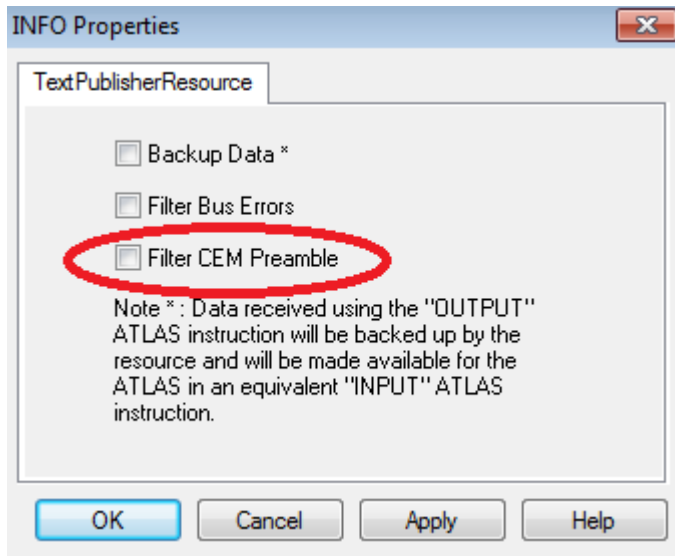 INFO Properties
TextPublisherResource
Backup Data *
Filter Bus Errors
Filter CEM Preamble
Note * : Data received using the "OUTPUT"
ATLAS instruction will be backed up by the
resource and will be made available for the
ATLAS in an equivalent "INPUT" ATLAS
instruction.
OK Cancel Apply Help